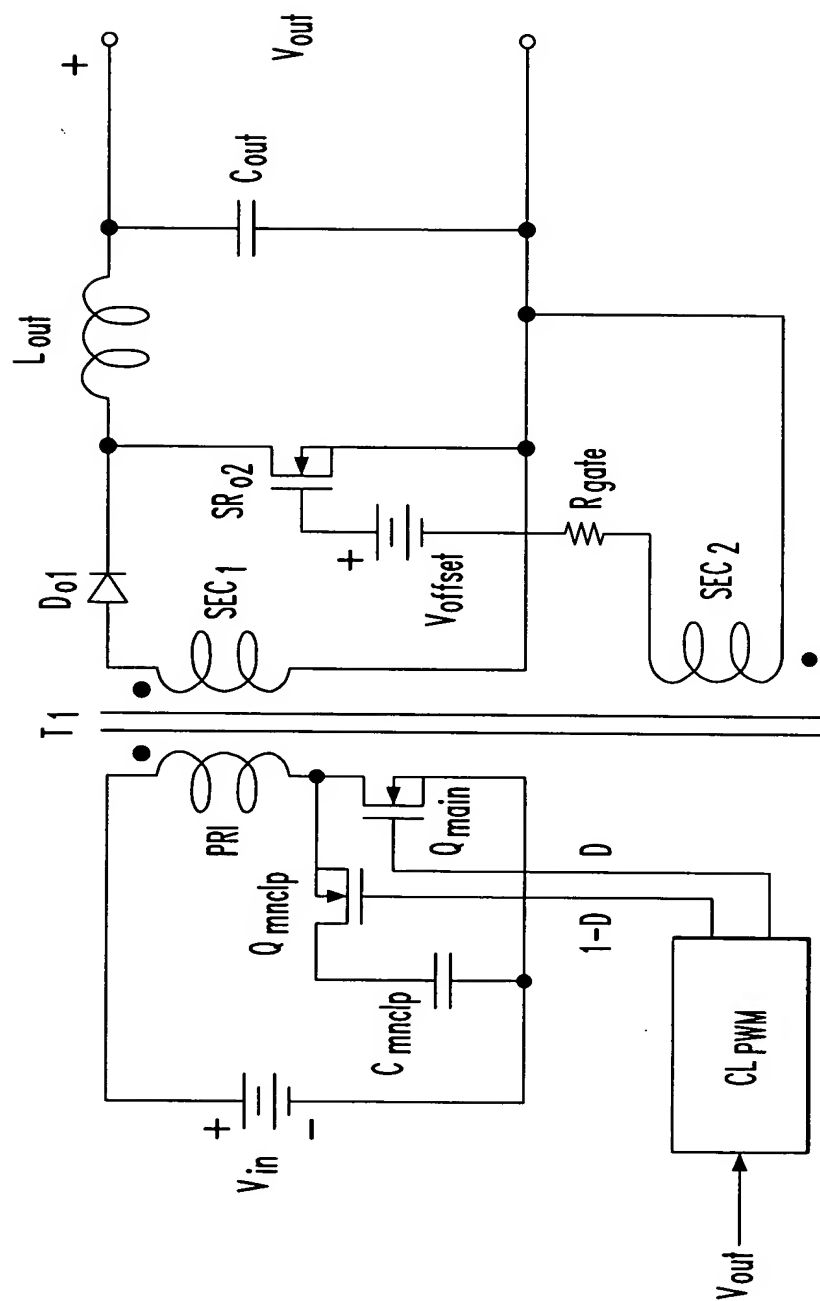 T1
PRI
SEC1
Do1
Lout
Cout
+
Vout
SRo2
+
Voffset
Rgate
SEC2
+
Vin
-
Qmnclp
Cmnclp
Qmain
1-D
D
CLPWM
Vout